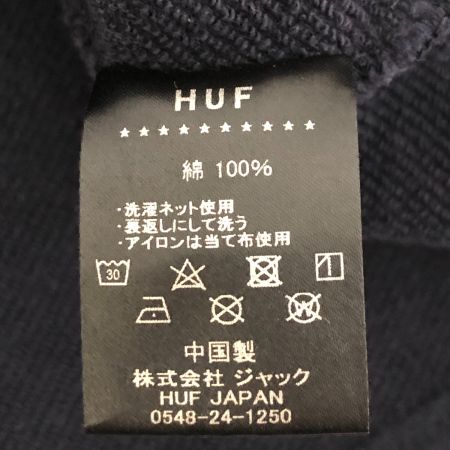 HUF
★★★★★★★★★★
綿 100%
・洗濯ネット使用
・裏返しにして洗う
・アイロンは当て布使用
30
中国製
株式会社 ジャック
HUF JAPAN
0548-24-1250